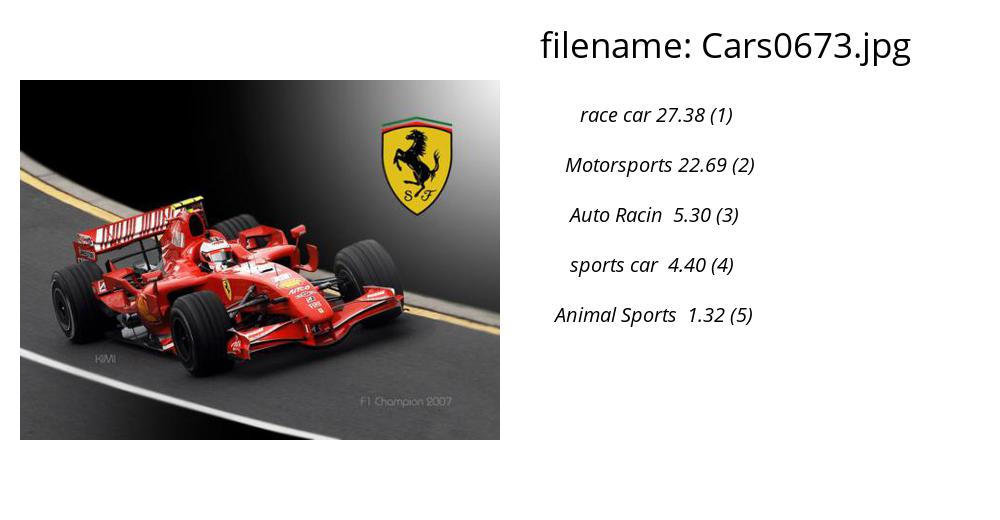 filename: Cars0673.jpg
race car 27.38 (1)
Motorsports 22.69 (2)
Auto Racin 5.30 (3)
sports car 4.40 (4)
Animal Sports 1.32 (5)
S F
KIMI
F1 Champion 2007